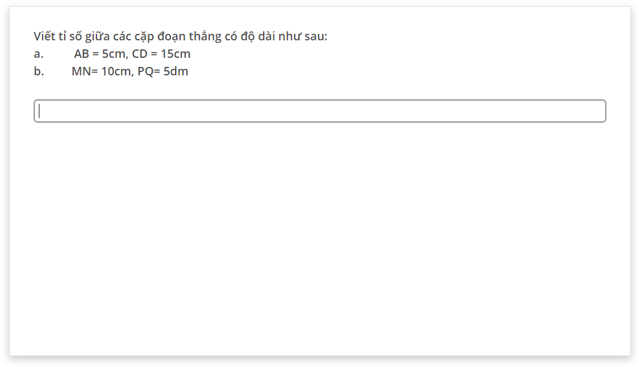 Viết tỉ số giữa các cặp đoạn thẳng có độ dài như sau:
a. AB = 5cm, CD = 15cm
b. MN= 10cm, PQ= 5dm